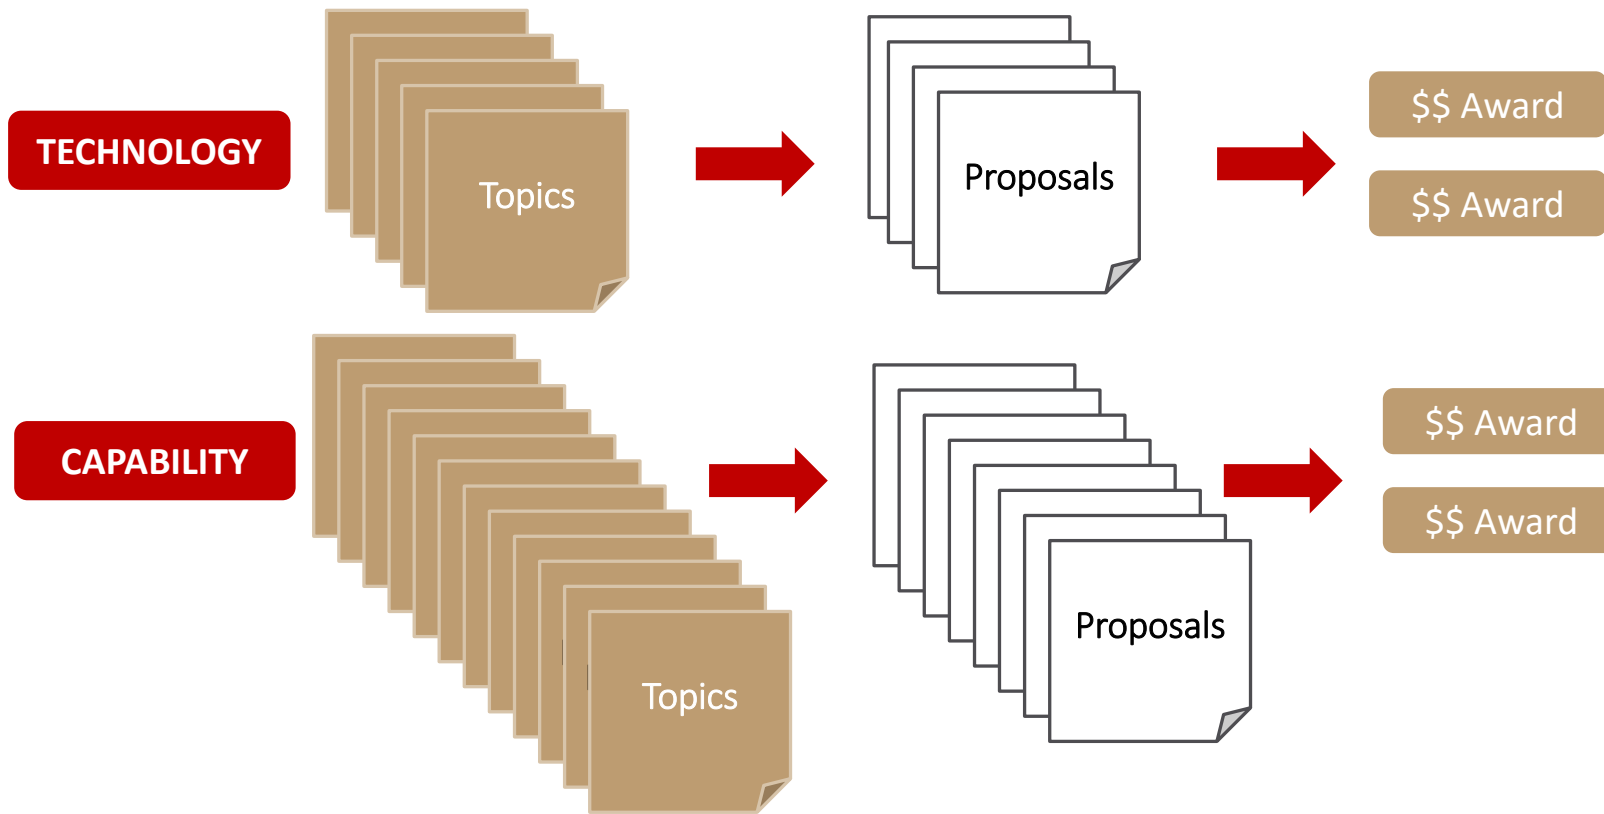 TECHNOLOGY
Topics
Proposals
$$ Award
$$ Award
CAPABILITY
Topics
Proposals
$$ Award
$$ Award